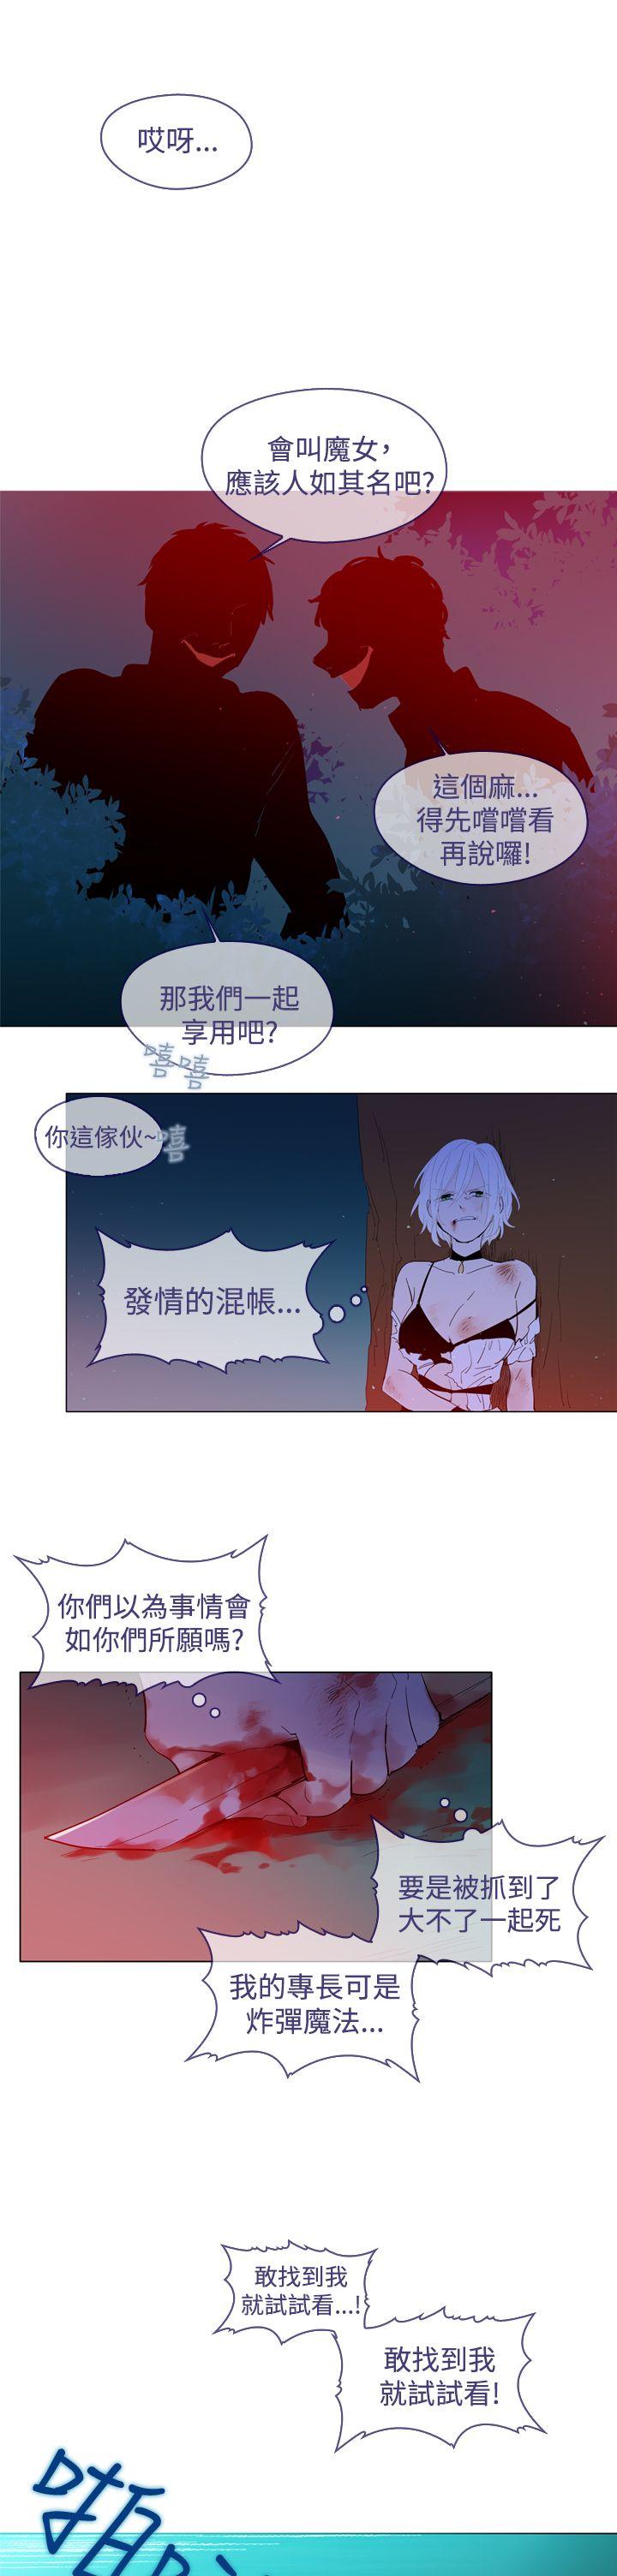 哎呀...
會叫魔女，
應該人如其名吧？
這個麻...
得先嚐嚐看
再說囉！
那我們一起
享用吧？
嘻嘻
你這傢伙~
嘻
發情的混帳...
你們以為事情會
如你們所願嗎？
要是被抓到了
大不了一起死
我的專長可是
炸彈魔法...
敢找到我
就試試看...！
敢找到我
就試試看！